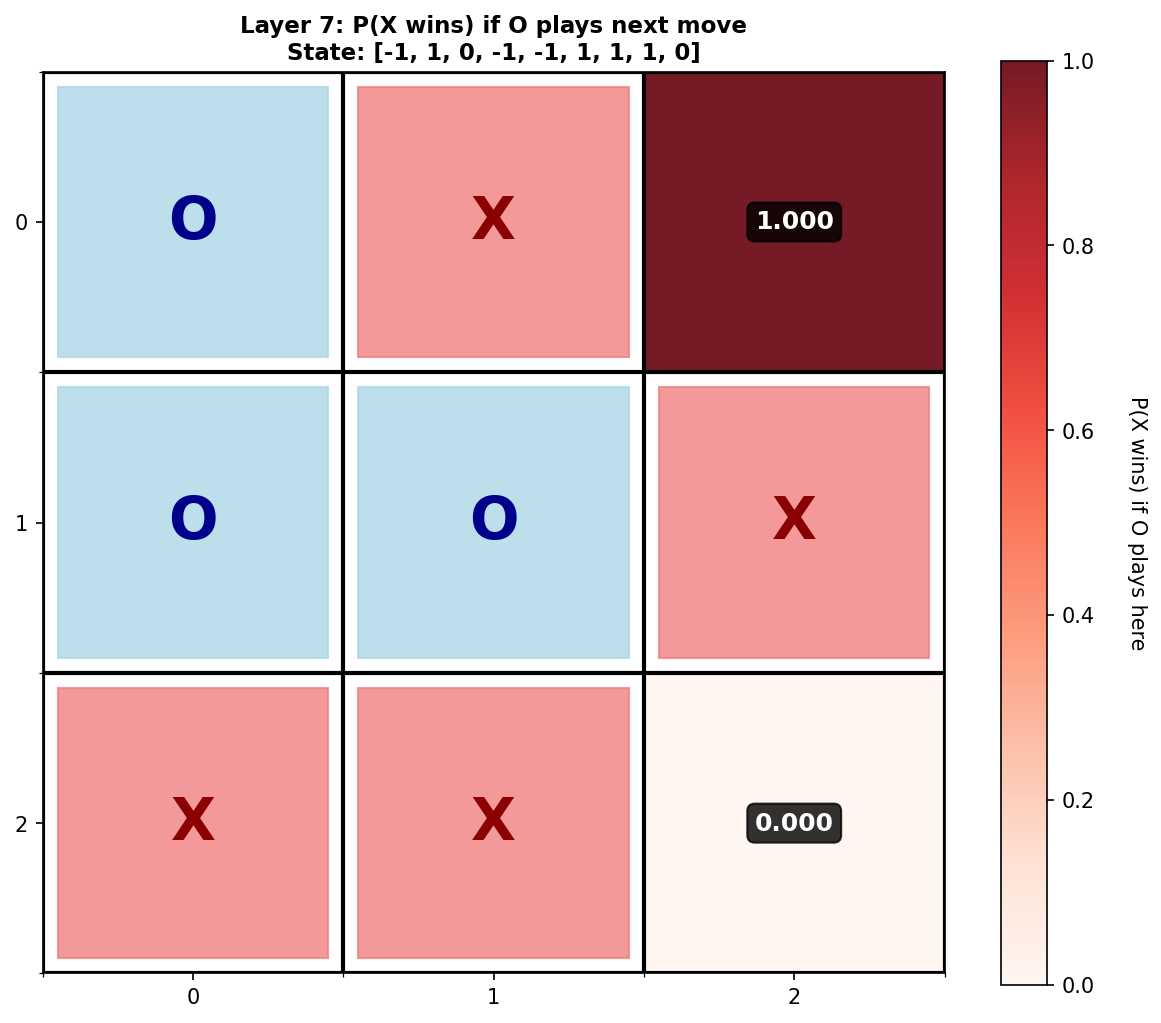 Layer 7: P(X wins) if O plays next move
State: [-1, 1, 0, -1, -1, 1, 1, 1, 0]
0
O
X
1.000
1
O
O
X
2
X
X
0.000
0
1
2
1.0
0.8
0.6
0.4
0.2
0.0
P(X wins) if O plays here